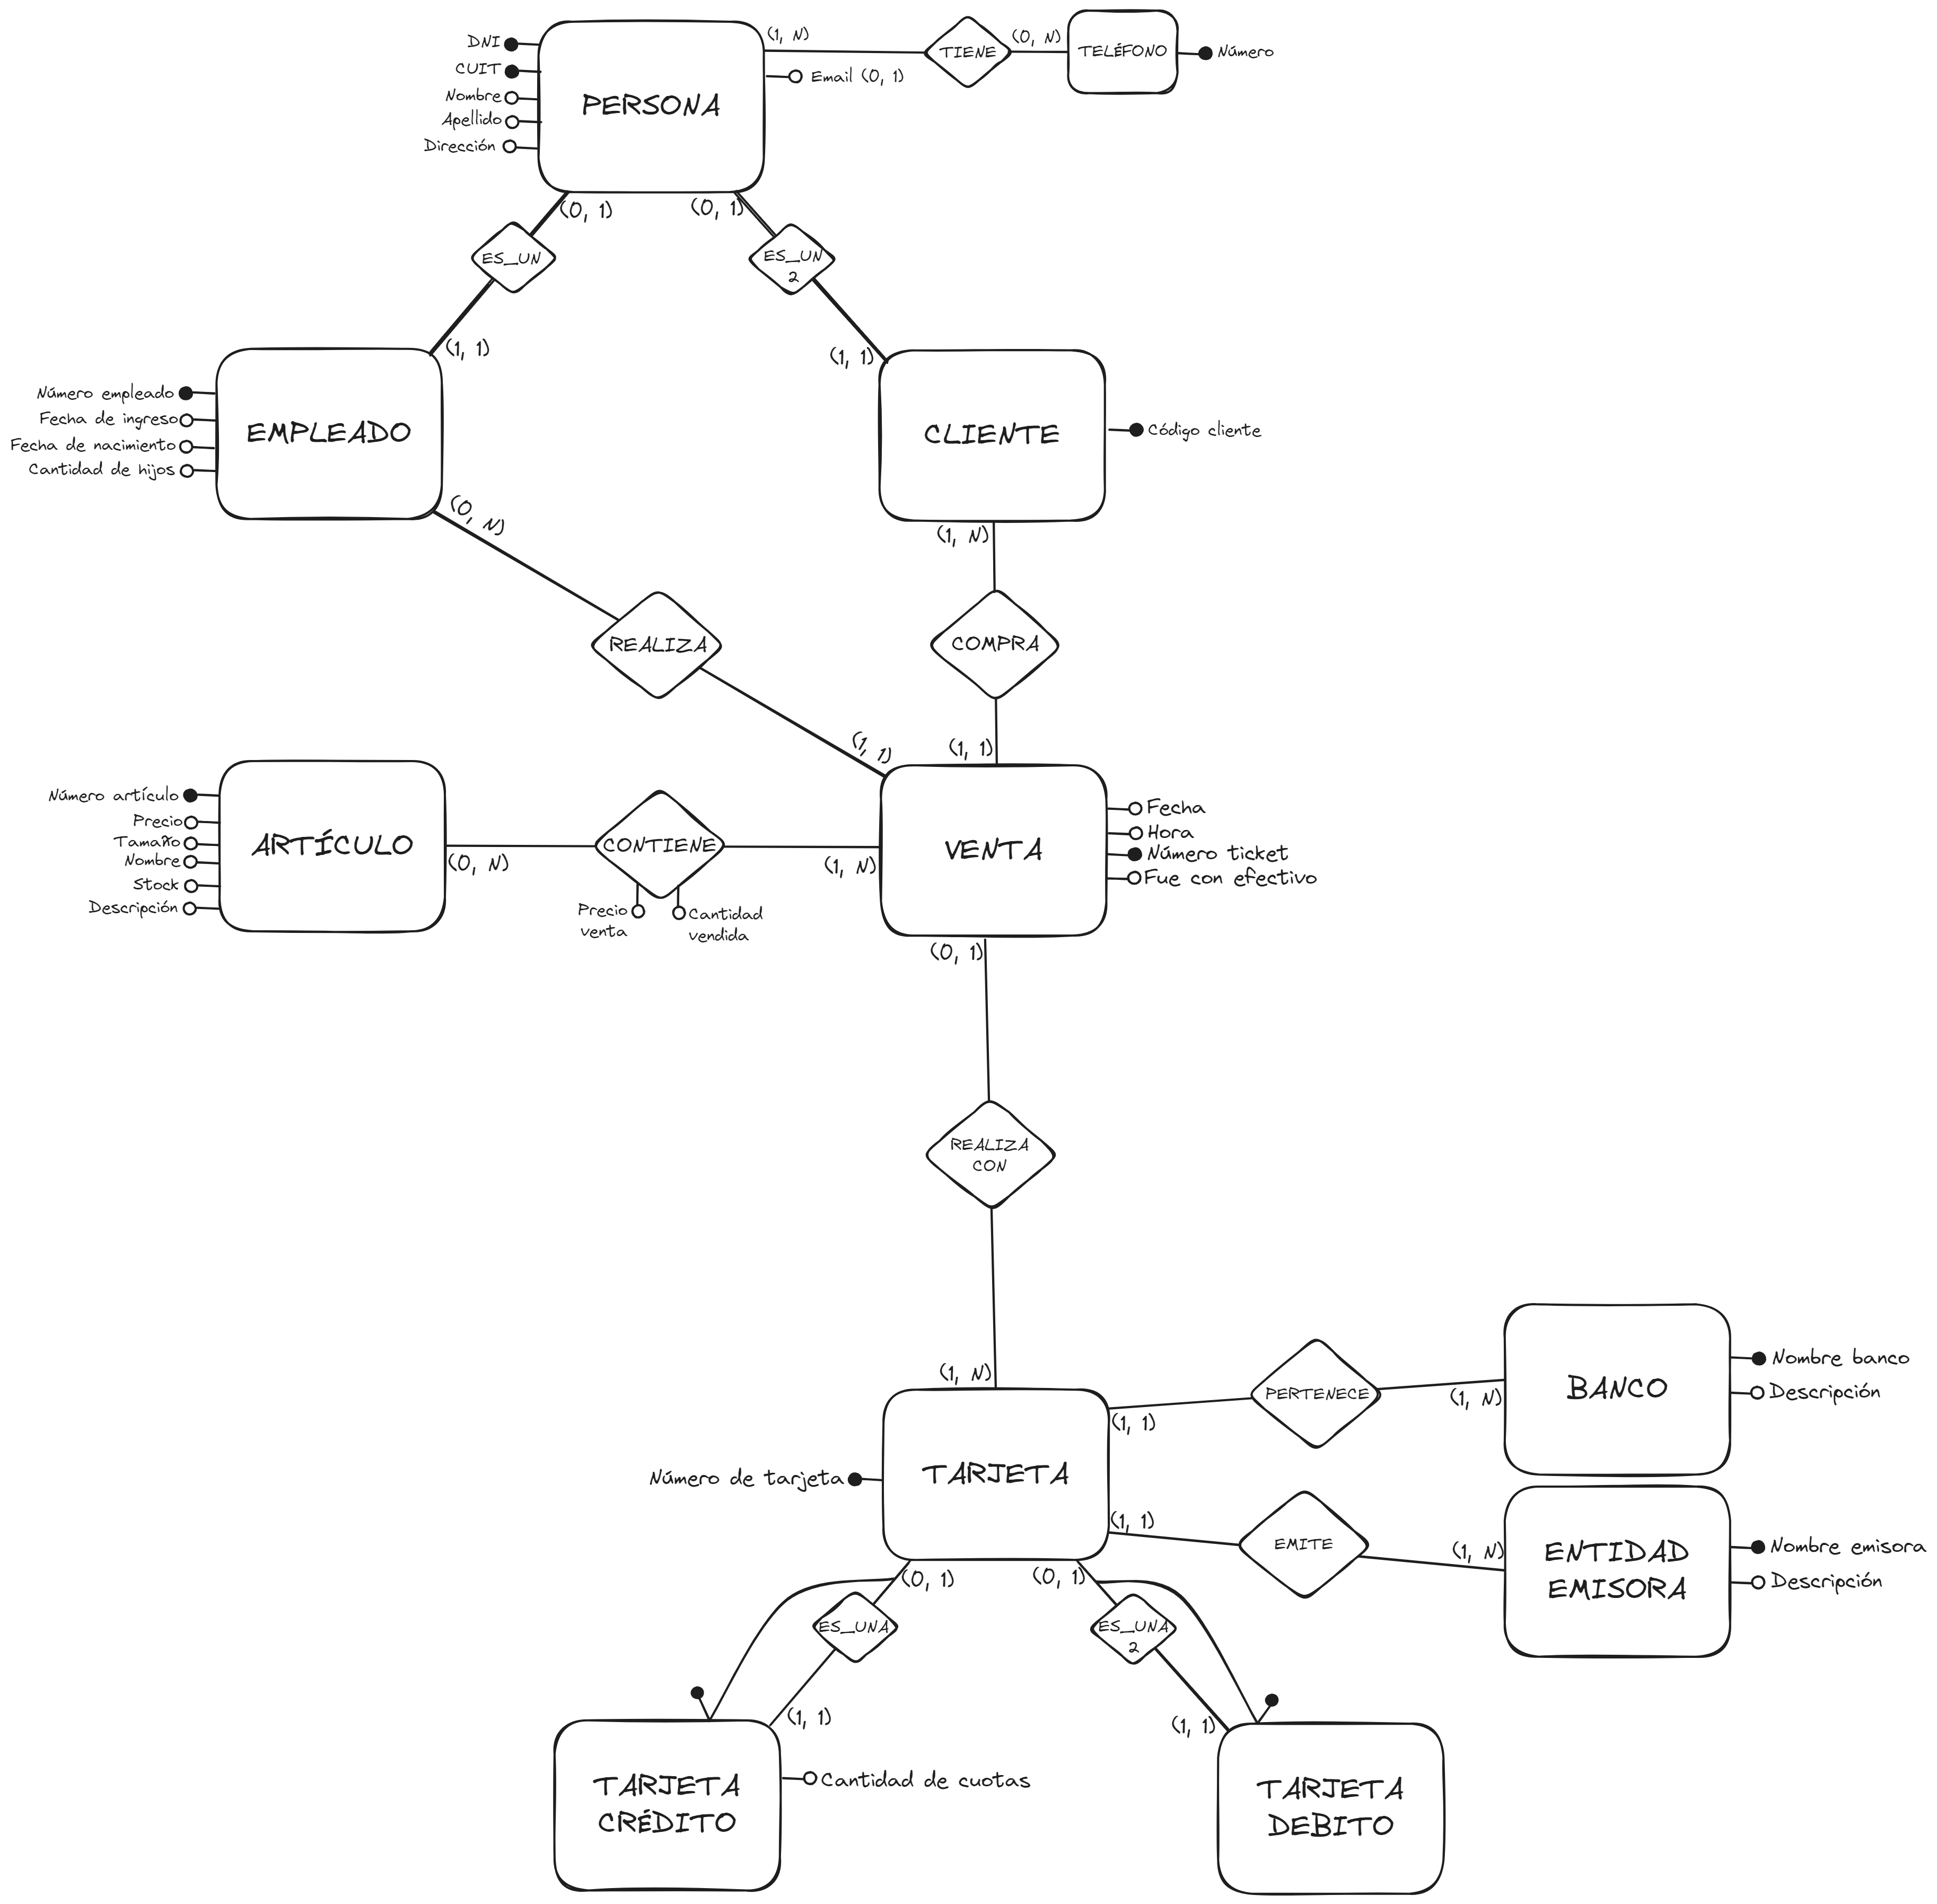 DNI
CUIT
Nombre
Apellido
Dirección
PERSONA
(1, N)
TIENE
(0, N)
TELÉFONO
Número
Email (0, 1)
(0, 1)
(0, 1)
ES_UN
ES_UN
2
(1, 1)
(1, 1)
Número empleado
Fecha de ingreso
Fecha de nacimiento
Cantidad de hijos
EMPLEADO
CLIENTE
Código cliente
(0, N)
(1, N)
REALIZA
COMPRA
(1, 1)
(1, 1)
Número artículo
Precio
Tamaño
Nombre
Stock
Descripción
ARTÍCULO
(0, N)
CONTIENE
(1, N)
Precio
venta
Cantidad
vendida
VENTA
Fecha
Hora
Número ticket
Fue con efectivo
(0, 1)
REALIZA
CON
(1, N)
Número de tarjeta
TARJETA
(1, 1)
PERTENECE
(1, N)
BANCO
Nombre banco
Descripción
(1, 1)
EMITE
(1, N)
ENTIDAD
EMISORA
Nombre emisora
Descripción
(0, 1)
(0, 1)
ES_UNA
ES_UNA
2
(1, 1)
(1, 1)
TARJETA
CRÉDITO
Cantidad de cuotas
TARJETA
DEBITO